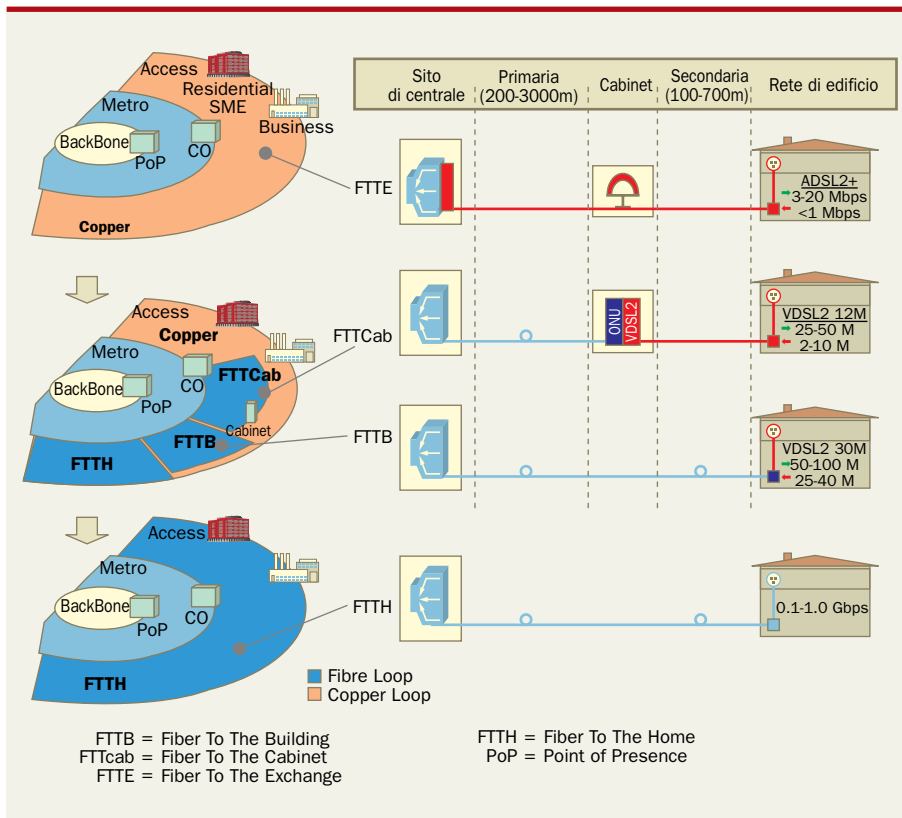 Access
Residential
SME
Metro
Business
BackBone
PoP
CO
Copper
Sito
di centrale
Primaria
(200-3000m)
Cabinet
Secondaria
(100-700m)
Rete di edificio
FTTE
ADSL2+
3-20 Mbps
<1 Mbps
Access
Copper
Metro
CO
FTTCab
BackBone
PoP
Cabinet
FTTB
FTTH
FTTCab
ONU
VDSL2
VDSL2 12M
25-50 M
2-10 M
FTTB
VDSL2 30M
50-100 M
25-40 M
Access
Metro
BackBone
CO
PoP
FTTH
FTTH
0.1-1.0 Gbps
Fibre Loop
Copper Loop
FTTB = Fiber To The Building
FTTcab = Fiber To The Cabinet
FTTE = Fiber To The Exchange
FTTH = Fiber To The Home
PoP = Point of Presence